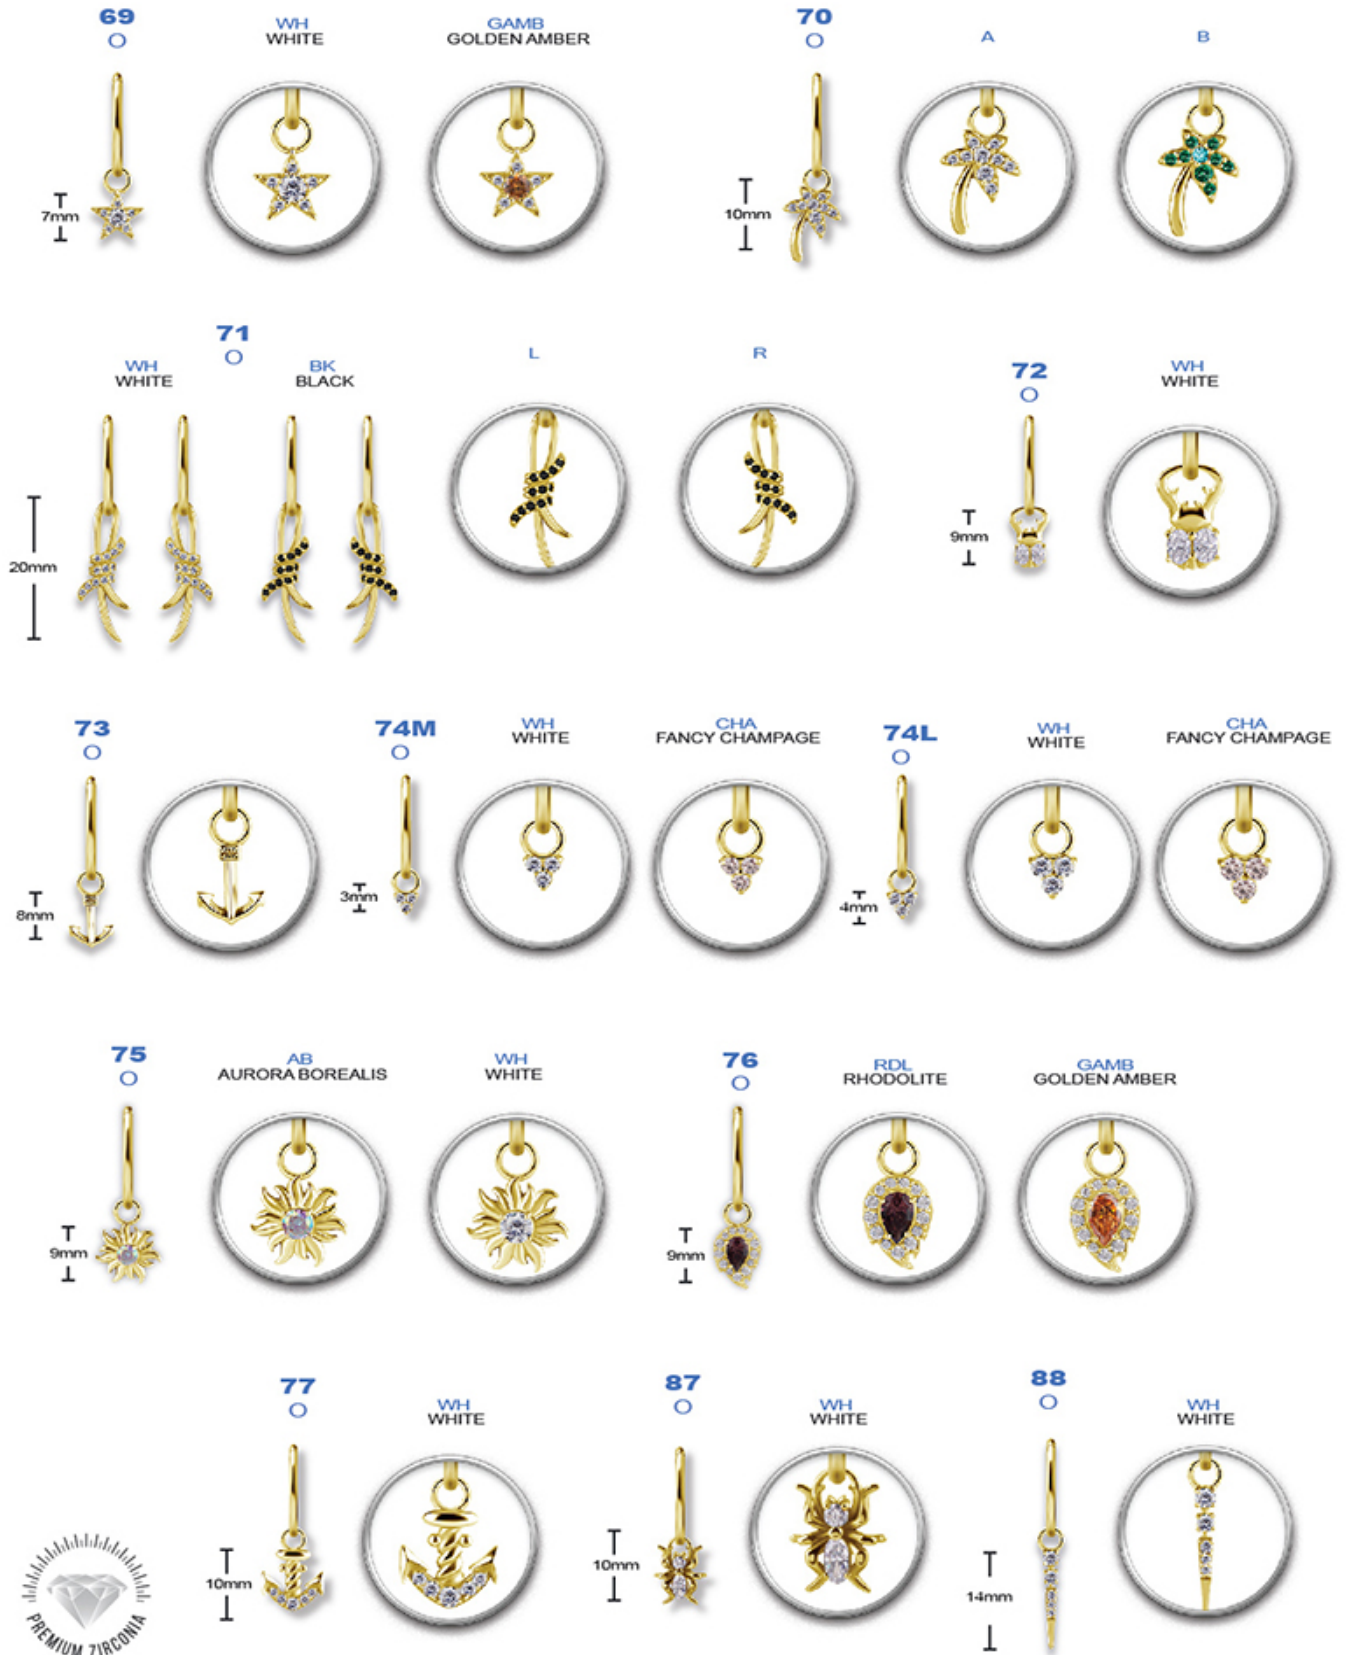 69
WH
WHITE
GAMB
GOLDEN AMBER
7mm
70
A
B
10mm
71
WH
WHITE
BK
BLACK
L
R
20mm
72
WH
WHITE
9mm
73
8mm
74M
WH
WHITE
CHA
FANCY CHAMPAGE
3mm
74L
WH
WHITE
CHA
FANCY CHAMPAGE
4mm
75
AB
AURORA BOREALIS
WH
WHITE
9mm
76
RDL
RHODOLITE
GAMB
GOLDEN AMBER
9mm
77
WH
WHITE
10mm
87
WH
WHITE
10mm
88
WH
WHITE
14mm
PREMIUM ZIRCONIA